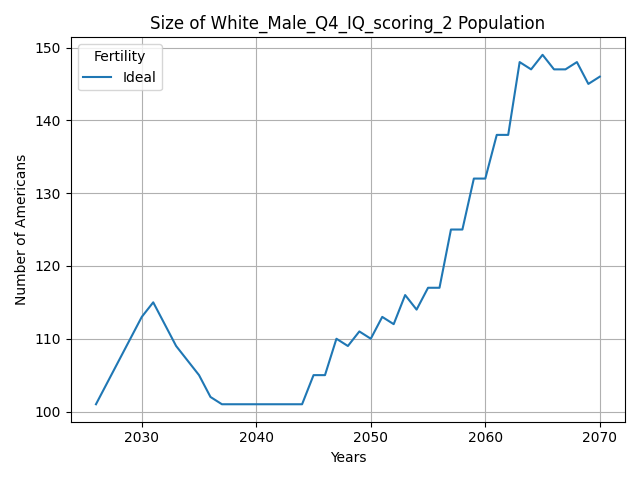 Size of White_Male_Q4_IQ_scoring_2 Population
Fertility
Ideal
150
140
130
120
110
100
Number of Americans
2030 2040 2050 2060 2070
Years